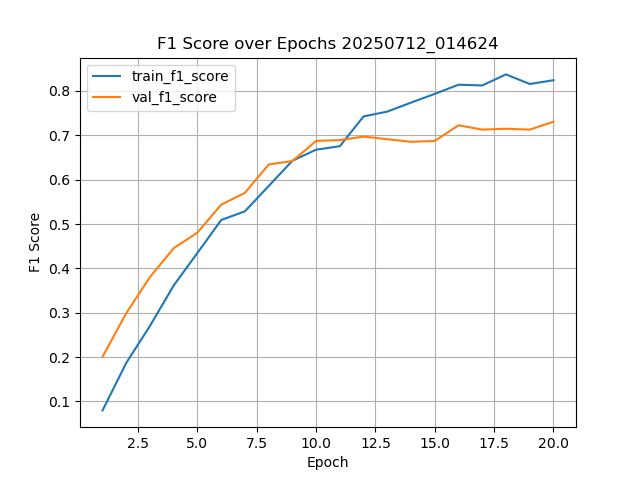 F1 Score over Epochs 20250712_014624
train_f1_score
val_f1_score
0.8
0.7
0.6
0.5
0.4
0.3
0.2
0.1
F1 Score
2.5 5.0 7.5 10.0 12.5 15.0 17.5 20.0
Epoch